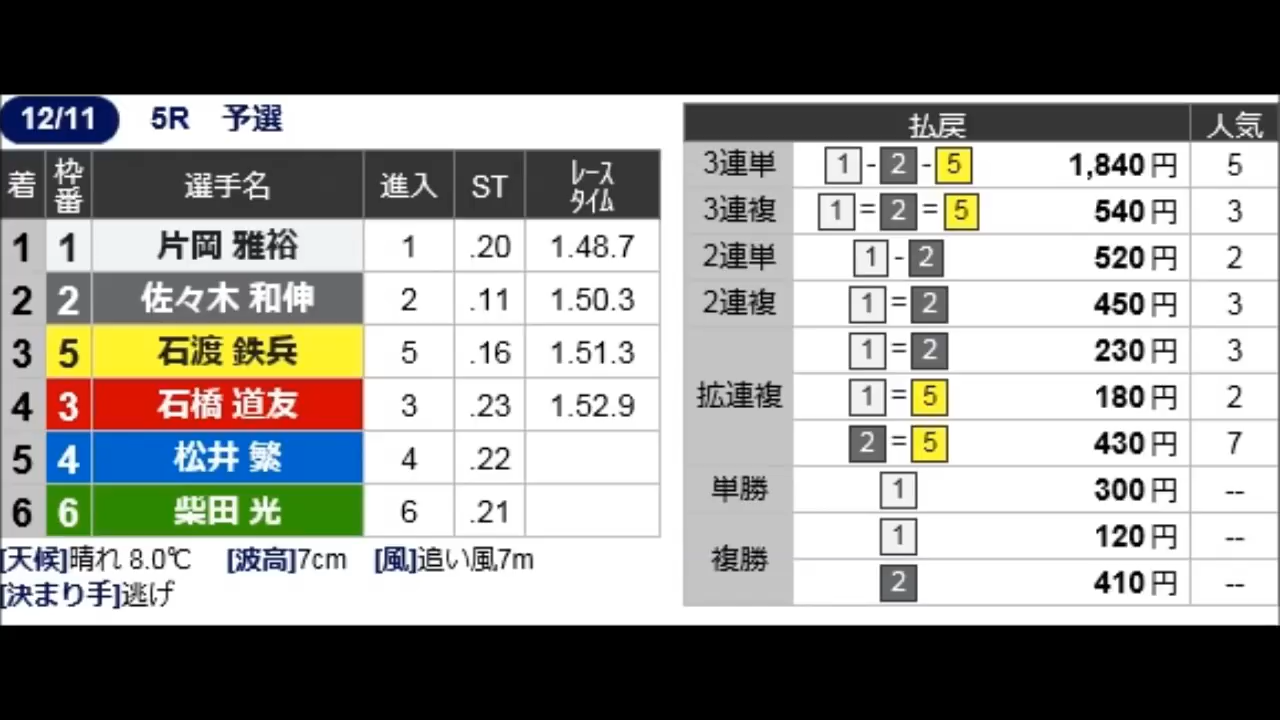 12/11 5R 予選
着 枠番 選手名 進入 ST ﾚｰｽﾀｲﾑ
1 1 片岡 雅裕 1 .20 1.48.7
2 2 佐々木 和伸 2 .11 1.50.3
3 5 石渡 鉄兵 5 .16 1.51.3
4 3 石橋 道友 3 .23 1.52.9
5 4 松井 繁 4 .22
6 6 柴田 光 6 .21
[天候]晴れ 8.0℃ [波高]7cm [風]追い風7m
[決まり手]逃げ
払戻 人気
3連単 1-2-5 1,840円 5
3連複 1=2=5 540円 3
2連単 1-2 520円 2
2連複 1=2 450円 3
拡連複 1=2 230円 3
1=5 180円 2
2=5 430円 7
単勝 1 300円 --
複勝 1 120円 --
2 410円 --